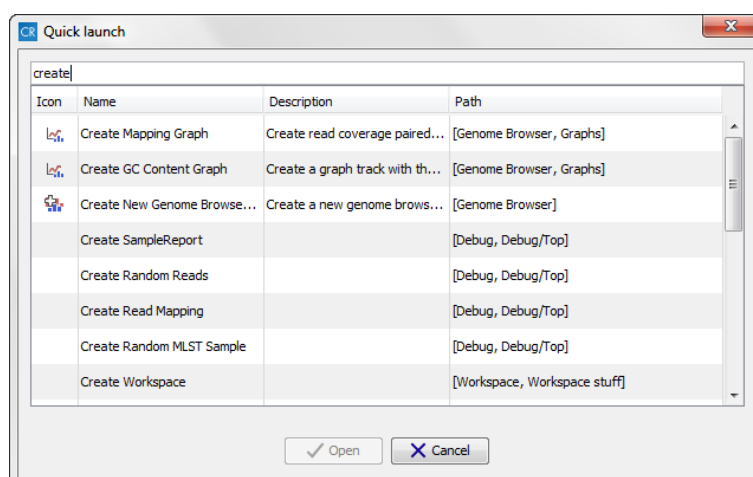 CR Quick launch
create
Icon Name Description Path
Create Mapping Graph Create read coverage paired... [Genome Browser, Graphs]
Create GC Content Graph Create a graph track with th... [Genome Browser, Graphs]
Create New Genome Browse... Create a new genome brows... [Genome Browser]
Create SampleReport [Debug, Debug/Top]
Create Random Reads [Debug, Debug/Top]
Create Read Mapping [Debug, Debug/Top]
Create Random MLST Sample [Debug, Debug/Top]
Create Workspace [Workspace, Workspace stuff]
Open Cancel